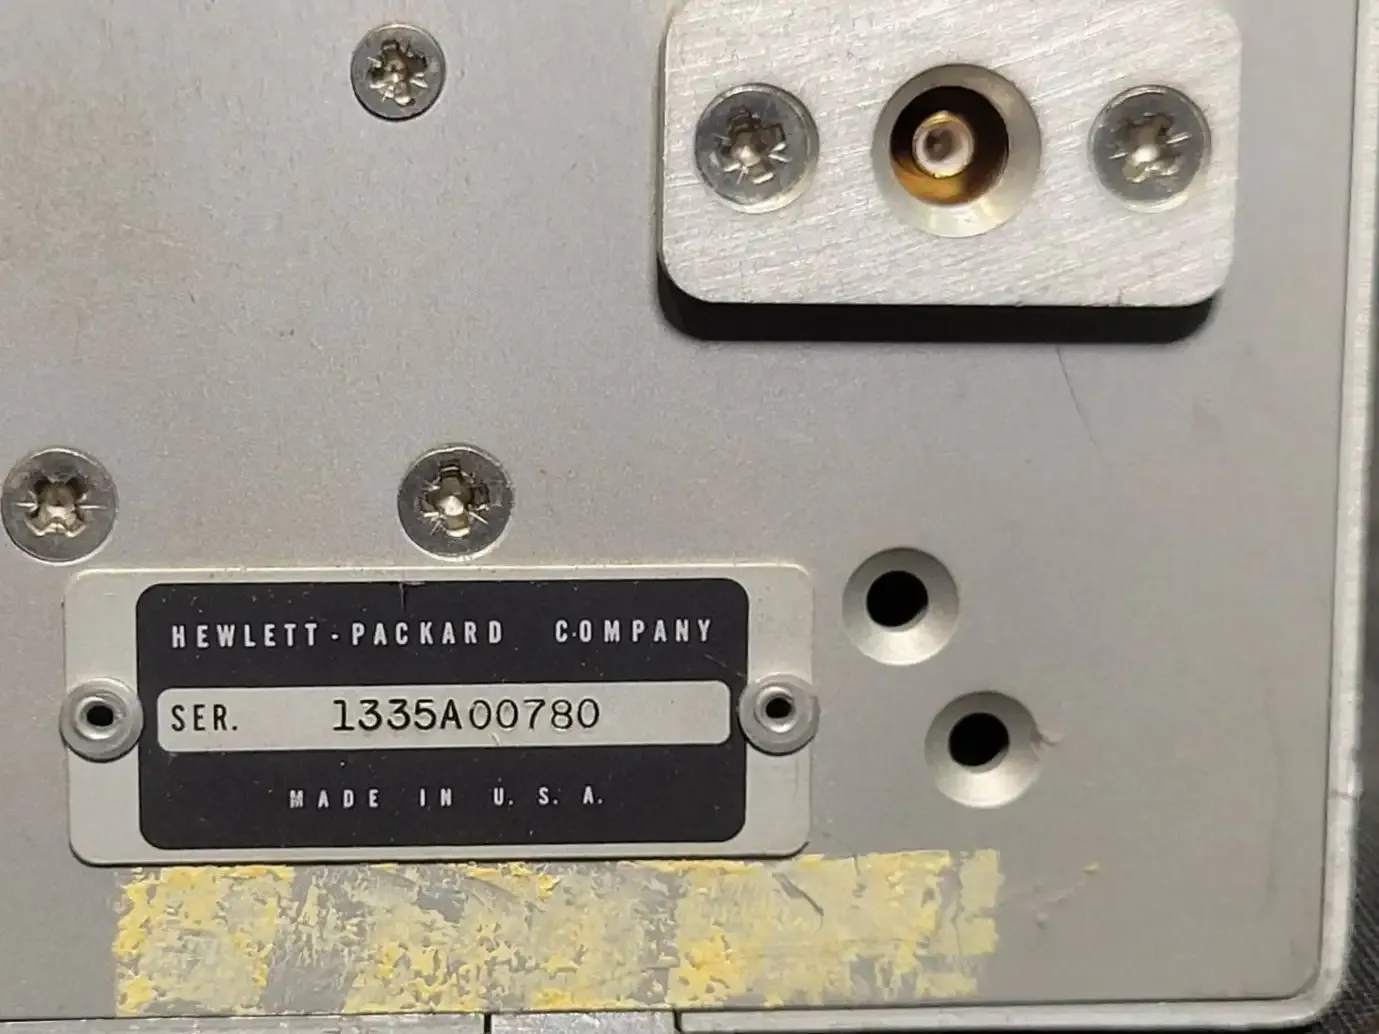 HEWLETT-PACKARD COMPANY
SER. 1335A00780
MADE IN U.S.A.